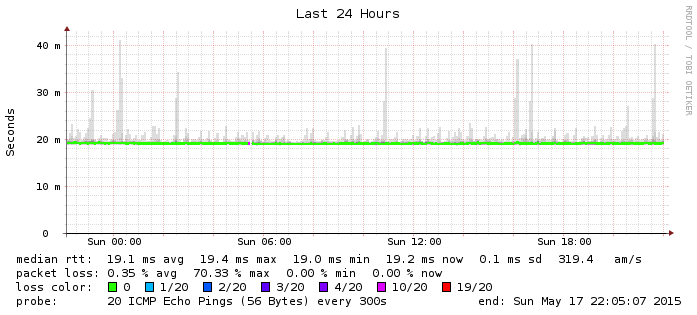 Last 24 Hours
RRDTOOL / TOBI OETIKER
Seconds
40 m
30 m
20 m
10 m
0
Sun 00:00 Sun 06:00 Sun 12:00 Sun 18:00
median rtt: 19.1 ms avg 19.4 ms max 19.0 ms min 19.2 ms now 0.1 ms sd 319.4 am/s
packet loss: 0.35 % avg 70.33 % max 0.00 % min 0.00 % now
loss color: 0 1/20 2/20 3/20 4/20 10/20 19/20
probe: 20 ICMP Echo Pings (56 Bytes) every 300s end: Sun May 17 22:05:07 2015